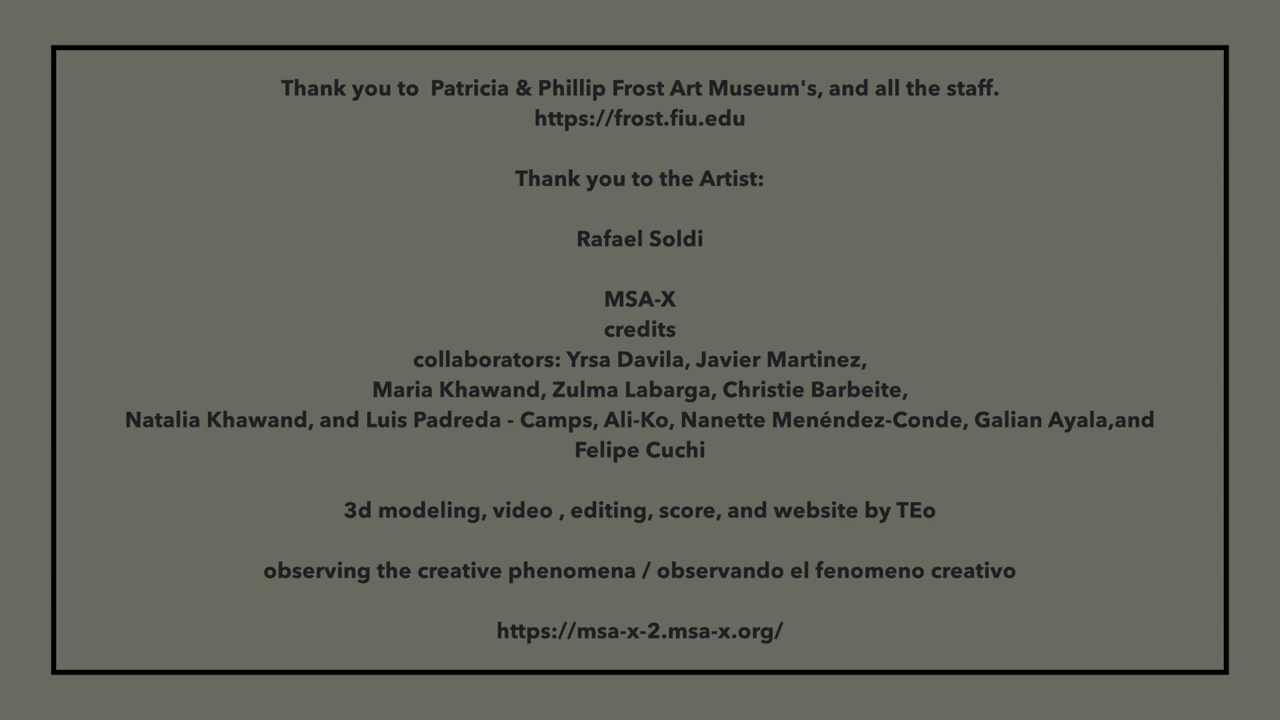 Thank you to  Patricia & Phillip Frost Art Museum's, and all the staff.
https://frost.fiu.edu
Thank you to the Artist:
Rafael Soldi
MSA-X
credits
collaborators: Yrsa Davila, Javier Martinez,
Maria Khawand, Zulma Labarga, Christie Barbeite,
Natalia Khawand, and Luis Padreda - Camps, Ali-Ko, Nanette Menéndez-Conde, Galian Ayala,and
Felipe Cuchi
3d modeling, video , editing, score, and website by TEo
observing the creative phenomena / observando el fenomeno creativo
https://msa-x-2.msa-x.org/